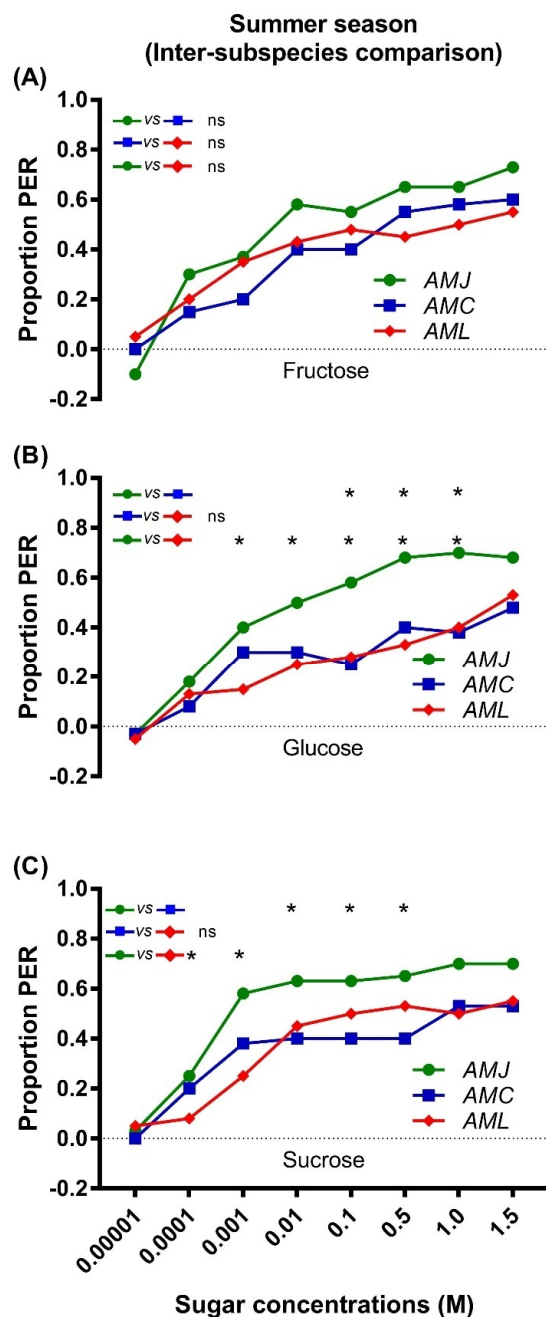 Summer season
(Inter-subspecies comparison)
(A)
Proportion PER
1.0
0.8
0.6
0.4
0.2
0.0
-0.2
vs ns
vs ns
vs ns
AMJ
AMC
AML
Fructose
(B)
Proportion PER
1.0
0.8
0.6
0.4
0.2
0.0
-0.2
* * *
vs
vs ns
vs * * * * *
AMJ
AMC
AML
Glucose
(C)
Proportion PER
1.0
0.8
0.6
0.4
0.2
0.0
-0.2
vs * * *
vs ns
vs * *
AMJ
AMC
AML
Sucrose
0.00001
0.0001
0.001
0.01
0.1
0.5
1.0
1.5
Sugar concentrations (M)